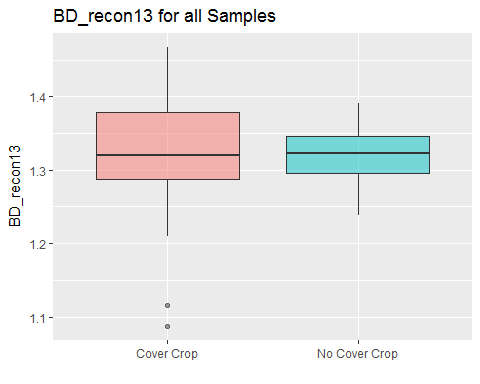 BD_recon13 for all Samples
BD_recon13
1.4
1.3
1.2
1.1
Cover Crop
No Cover Crop